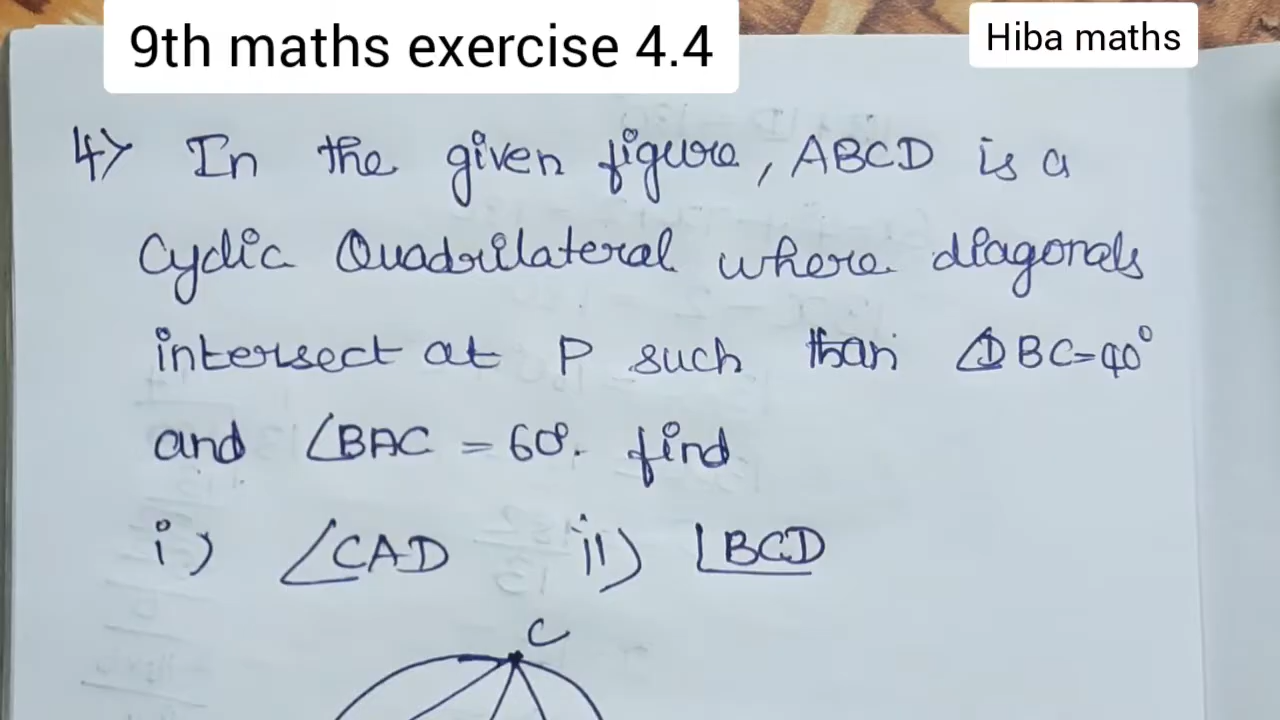 9th maths exercise 4.4
Hiba maths
4) In the given figure, ABCD is a
Cyclic Quadrilateral where diagonals
intersect at P such than ∠DBC=40°
and ∠BAC = 60°. find
i) ∠CAD ii) ∠BCD
C